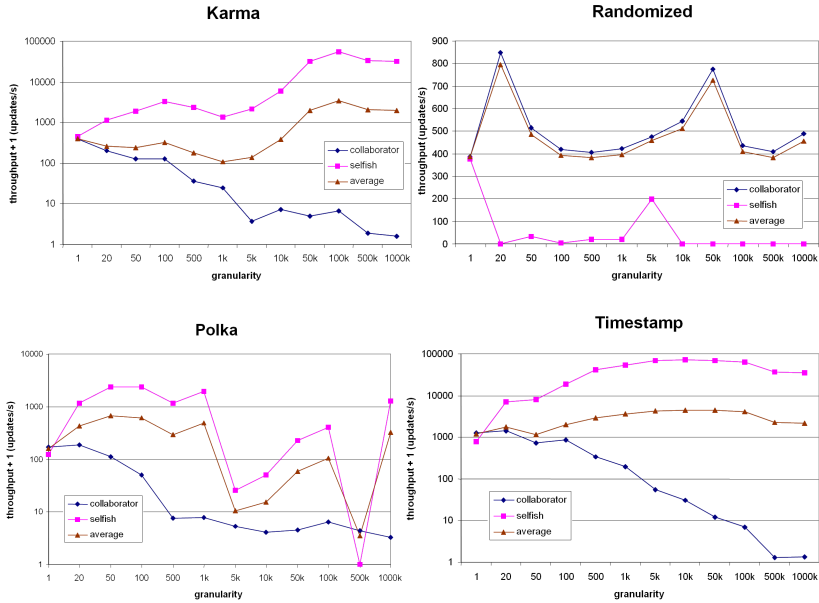 Karma
throughput + 1 (updates/s)
100000
10000
1000
100
10
1
1 20 50 100 500 1k 5k 10k 50k 100k 500k 1000k
granularity
collaborator
selfish
average
Randomized
throughput (updates/s)
900
800
700
600
500
400
300
200
100
0
1 20 50 100 500 1k 5k 10k 50k 100k 500k 1000k
granularity
collaborator
selfish
average
Polka
throughput + 1 (updates/s)
10000
1000
100
10
1
1 20 50 100 500 1k 5k 10k 50k 100k 500k 1000k
granularity
collaborator
selfish
average
Timestamp
throughput + 1 (updates/s)
100000
10000
1000
100
10
1
1 20 50 100 500 1k 5k 10k 50k 100k 500k 1000k
granularity
collaborator
selfish
average